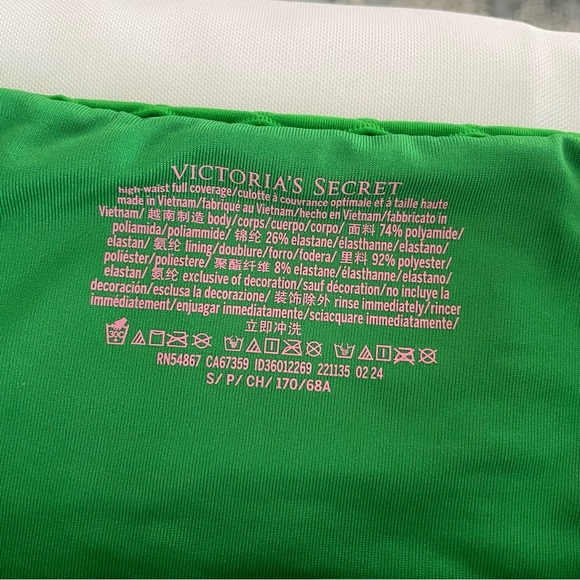 VICTORIA'S SECRET
high-waist full coverage/culotte à couvrance optimale et à taille haute
made in Vietnam/fabriqué au Vietnam/hecho en Vietnam/fabbricato in
Vietnam/ 越南制造 body/corps/cuerpo/corpo/ 面料 74% polyamide/
poliamida/poliammide/ 锦纶 26% elastane/élasthanne/elastano/
elastan/ 氨纶 lining/doublure/forro/fodera/ 里料 92% polyester/
poliéster/poliestere/ 聚酯纤维 8% elastane/élasthanne/elastano/
elastan/ 氨纶 exclusive of decoration/sauf décoration/no incluye la
decoración/esclusa la decorazione/ 装饰除外 rinse immediately/rincer
immédiatement/enjuagar inmediatamente/sciacquare immediatamente/
立即冲洗
30C
RN54867 CA67359 ID36012269 221135 02 24
S/ P/ CH/ 170/68A